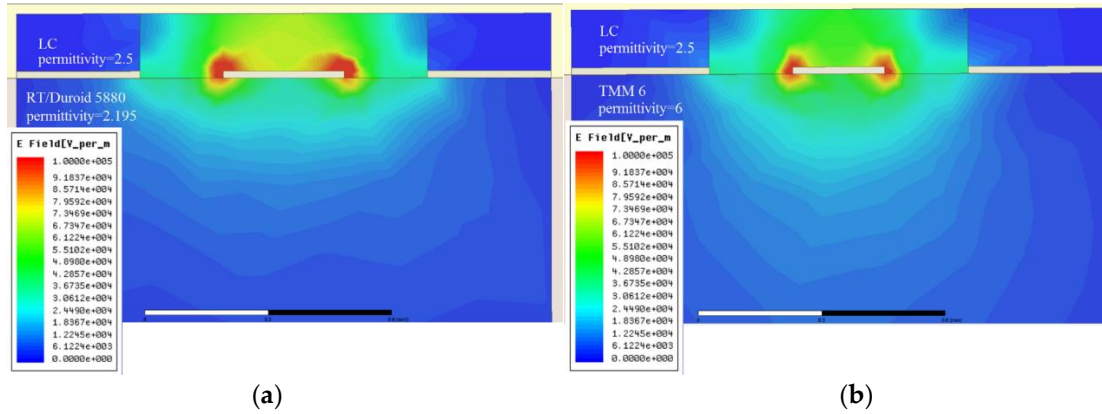 LC
permittivity=2.5
RT/Duroid 5880
permittivity=2.195
E Field[V_per_m
1.0000e+005
9.1837e+004
8.5714e+004
7.9592e+004
7.3469e+004
6.7347e+004
6.1224e+004
5.5102e+004
4.8980e+004
4.2857e+004
3.6735e+004
3.0612e+004
2.4490e+004
1.8367e+004
1.2245e+004
6.1224e+003
0.0000e+000
(a)
LC
permittivity=2.5
TMM 6
permittivity=6
E Field[V_per_m
1.0000e+005
9.1837e+004
8.5714e+004
7.9592e+004
7.3469e+004
6.7347e+004
6.1224e+004
5.5102e+004
4.8980e+004
4.2857e+004
3.6735e+004
3.0612e+004
2.4490e+004
1.8367e+004
1.2245e+004
6.1224e+003
0.0000e+000
(b)